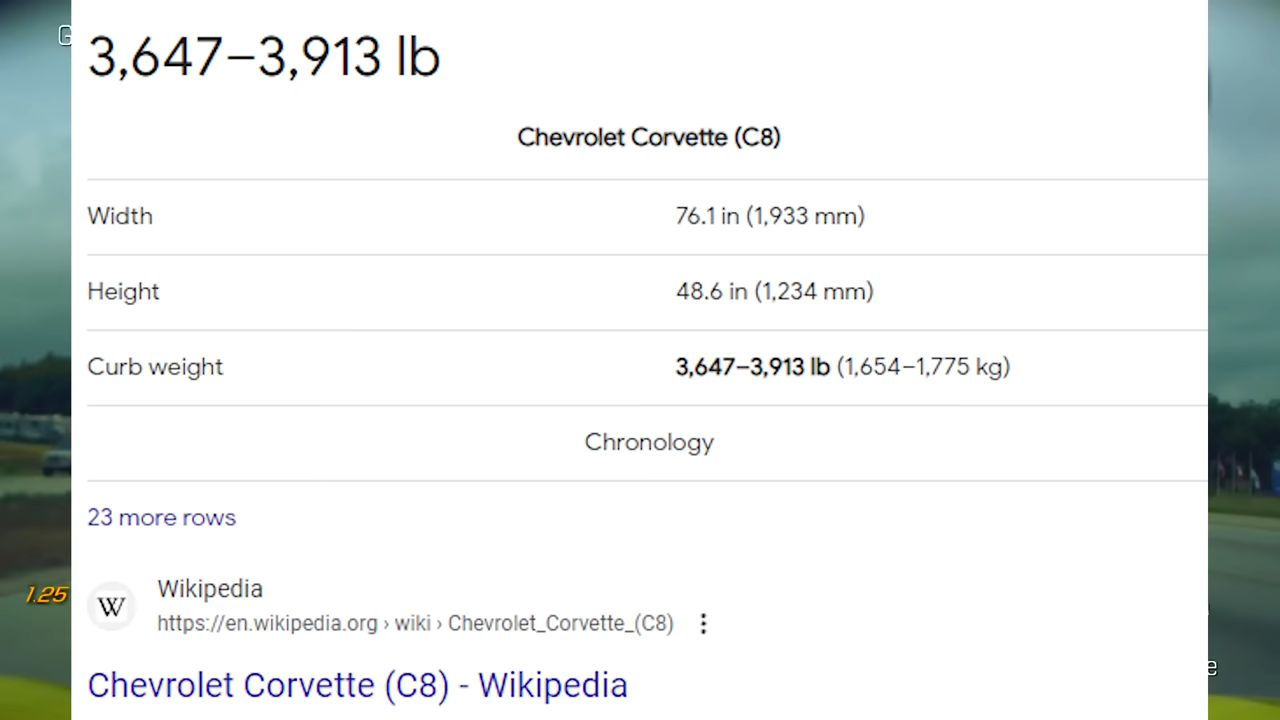 G
3,647–3,913 lb
Chevrolet Corvette (C8)
Width 76.1 in (1,933 mm)
Height 48.6 in (1,234 mm)
Curb weight 3,647–3,913 lb (1,654–1,775 kg)
Chronology
23 more rows
1.25
W
Wikipedia
https://en.wikipedia.org › wiki › Chevrolet_Corvette_(C8)
e
Chevrolet Corvette (C8) - Wikipedia